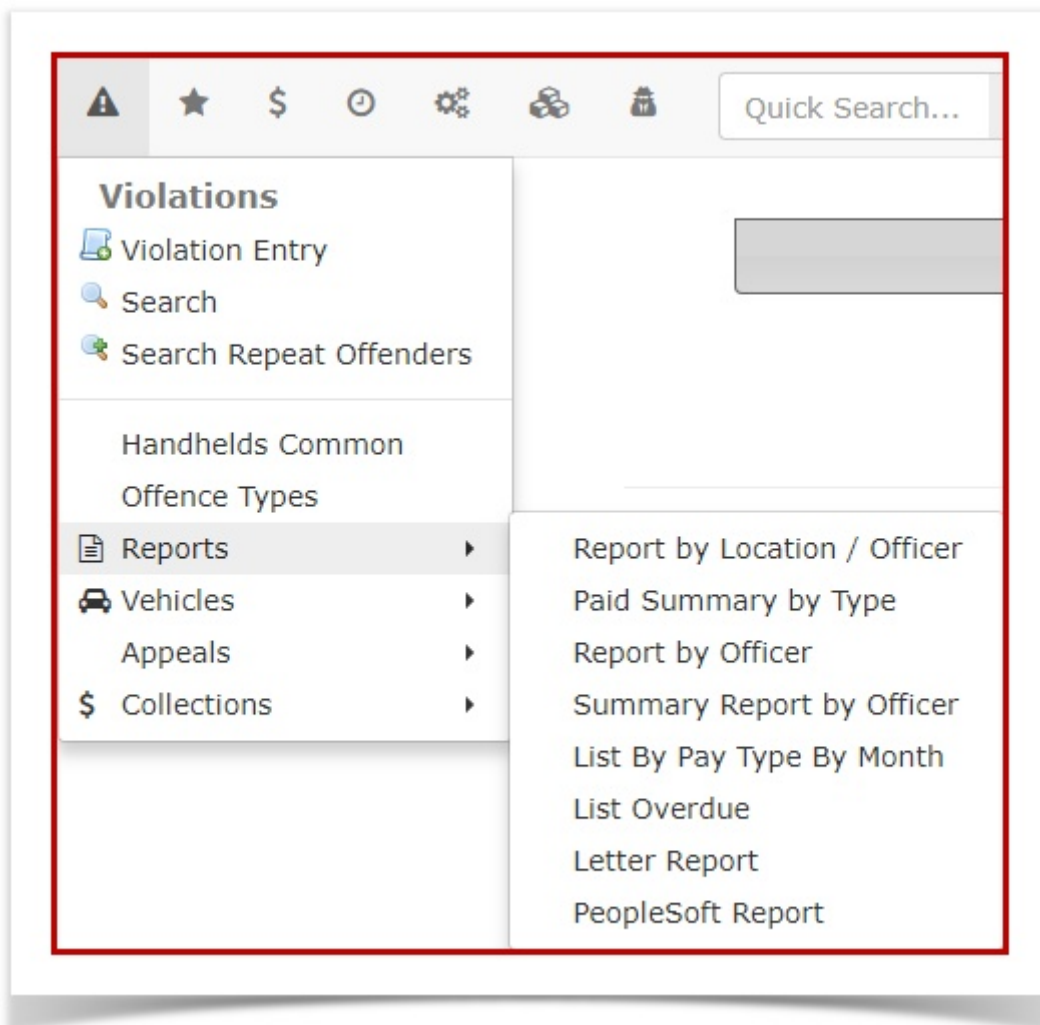 Quick Search...
Violations
Violation Entry
Search
Search Repeat Offenders
Handhelds Common
Offence Types
Reports
Vehicles
Appeals
$ Collections
Report by Location / Officer
Paid Summary by Type
Report by Officer
Summary Report by Officer
List By Pay Type By Month
List Overdue
Letter Report
PeopleSoft Report